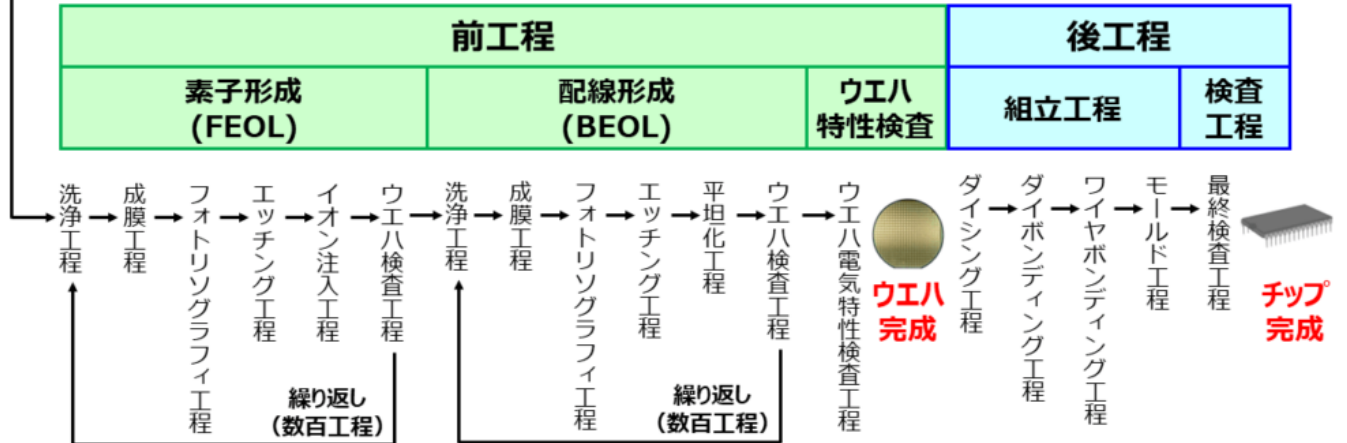 前工程
後工程
素子形成
(FEOL)
配線形成
(BEOL)
ウエハ
特性検査
組立工程
検査
工程
洗浄工程
成膜工程
フォトリソグラフィ工程
エッチング工程
イオン注入工程
ウエハ検査工程
洗浄工程
成膜工程
フォトリソグラフィ工程
エッチング工程
平坦化工程
ウエハ検査工程
ウエハ電気特性検査工程
ウエハ
完成
ダイシング工程
ダイボンディング工程
ワイヤボンディング工程
モールド工程
最終検査工程
チップ
完成
繰り返し
（数百工程）
繰り返し
（数百工程）